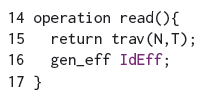 14 operation read(){
15   return trav(N,T);
16   gen_eff IdEff;
17 }